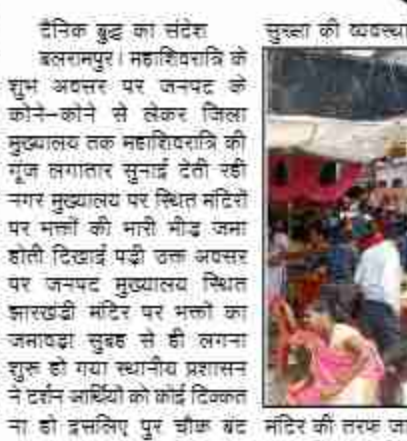 दैनिक बुद्ध का संदेश
बलरामपुर। महाशिवरात्रि के
शुभ अवसर पर जनपद के
कोने-कोने से लेकर जिला
मुख्यालय तक महाशिवरात्रि की
गूंज लगातार सुनाई देती रही
नगर मुख्यालय पर स्थित मंदिरों
पर भक्तों की भारी भीड़ जमा
होती दिखाई पड़ी उक्त अवसर
पर जनपद मुख्यालय स्थित
झारखंडी मंदिर पर भक्तों का
जमावड़ा सुबह से ही लगना
शुरू हो गया स्थानीय प्रशासन
ने दर्शन आर्थियों को कोई दिक्कत
ना हो इसलिए पुर चौक बंद
सुरक्षा की व्यवस्था
मंदिर की तरफ जा